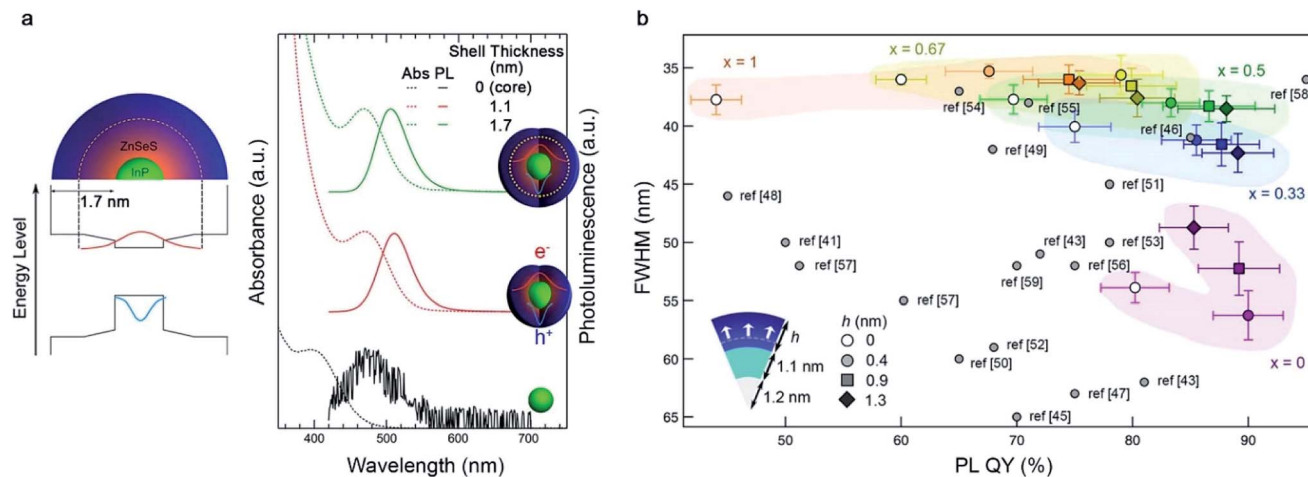 a
ZnSeS
InP
1.7 nm
Energy Level
Absorbance (a.u.)
Shell Thickness
(nm)
Abs PL
0 (core)
1.1
1.7
e-
h+
400 500 600 700
Wavelength (nm)
Photoluminescence (a.u.)
b
x = 1
x = 0.67
x = 0.5
x = 0.33
x = 0
35
40
45
50
55
60
65
FWHM (nm)
ref [58]
ref [54]
ref [55]
ref [46]
ref [49]
ref [51]
ref [48]
ref [41]
ref [43]
ref [53]
ref [57]
ref [59]
ref [56]
ref [57]
ref [52]
ref [50]
ref [43]
ref [47]
ref [45]
h
1.1 nm
1.2 nm
h (nm)
0
0.4
0.9
1.3
50 60 70 80 90
PL QY (%)